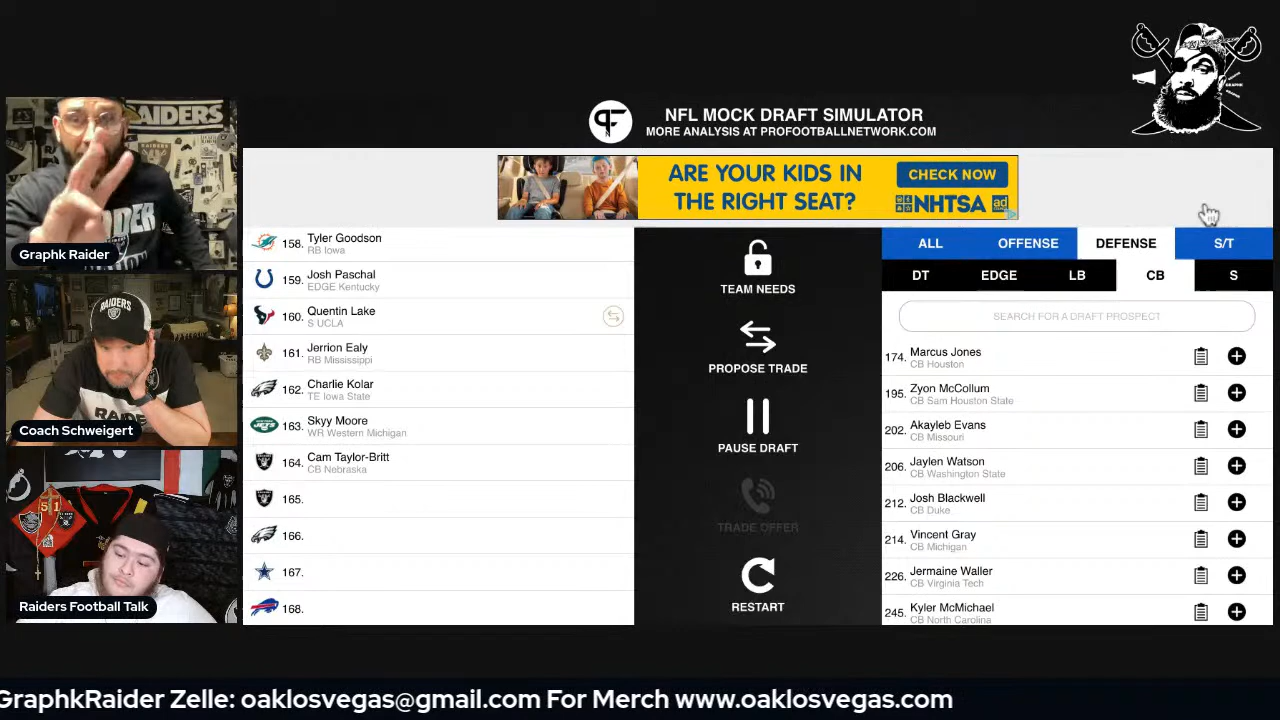 NFL MOCK DRAFT SIMULATOR
MORE ANALYSIS AT PROFOOTBALLNETWORK.COM
ARE YOUR KIDS IN
THE RIGHT SEAT?
CHECK NOW
NHTSA
ad
RAIDERS
RAIDER
Graphk Raider
RAIDERS
RAIDE
Coach Schweigert
51
Raiders Football Talk
158. Tyler Goodson
RB Iowa
159. Josh Paschal
EDGE Kentucky
160. Quentin Lake
S UCLA
161. Jerrion Ealy
RB Mississippi
162. Charlie Kolar
TE Iowa State
163. Skyy Moore
WR Western Michigan
164. Cam Taylor-Britt
CB Nebraska
165.
166.
167.
168.
TEAM NEEDS
PROPOSE TRADE
PAUSE DRAFT
TRADE OFFER
RESTART
ALL OFFENSE DEFENSE S/T
DT EDGE LB CB S
SEARCH FOR A DRAFT PROSPECT
174. Marcus Jones
CB Houston
195. Zyon McCollum
CB Sam Houston State
202. Akayleb Evans
CB Missouri
206. Jaylen Watson
CB Washington State
212. Josh Blackwell
CB Duke
214. Vincent Gray
CB Michigan
226. Jermaine Waller
CB Virginia Tech
245. Kyler McMichael
CB North Carolina
GraphkRaider Zelle: oaklosvegas@gmail.com For Merch www.oaklosvegas.com